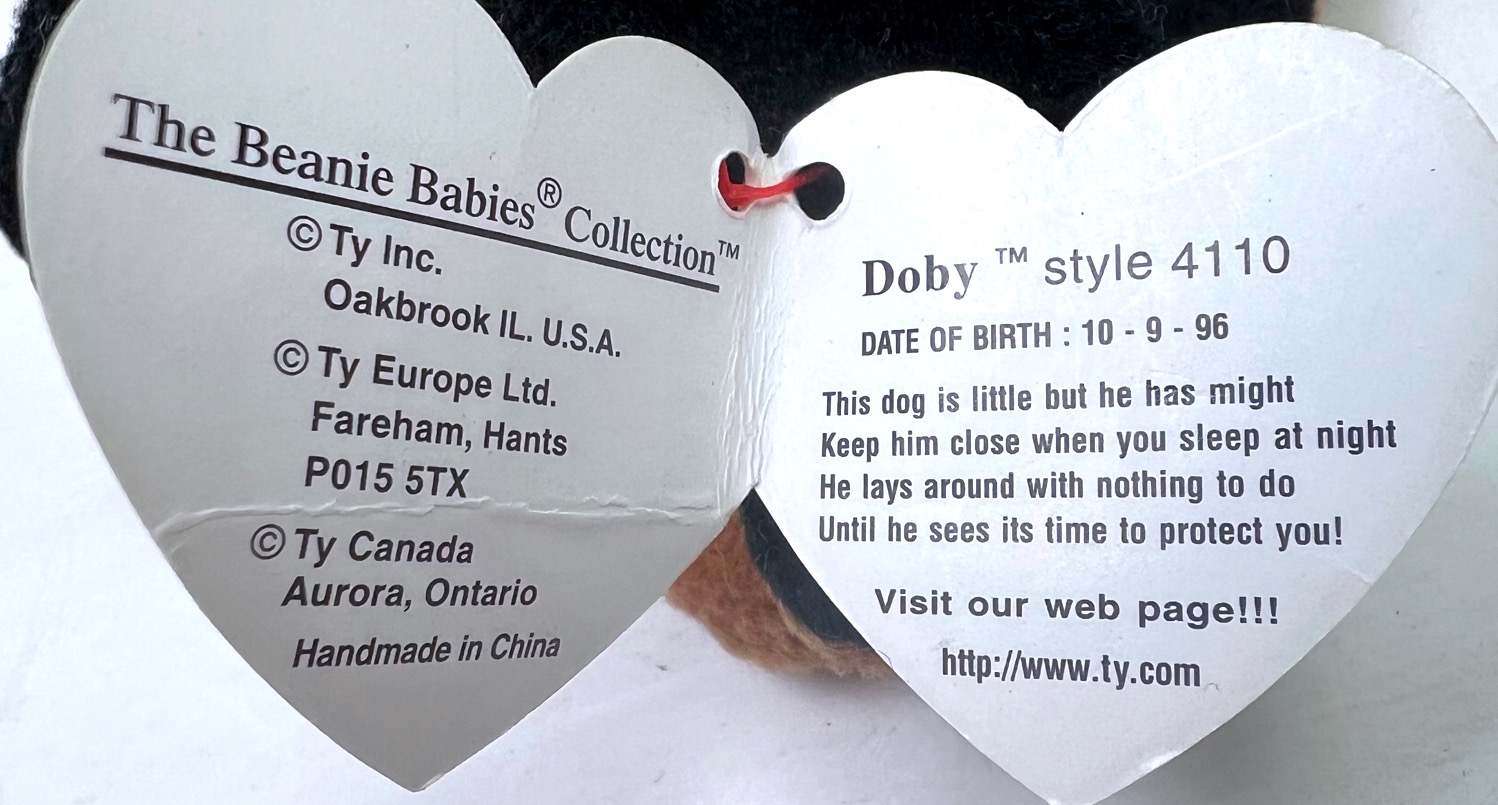 The Beanie Babies® Collection™
© Ty Inc.
Oakbrook IL. U.S.A.
© Ty Europe Ltd.
Fareham, Hants
P015 5TX
© Ty Canada
Aurora, Ontario
Handmade in China
Doby ™ style 4110
DATE OF BIRTH : 10 - 9 - 96
This dog is little but he has might
Keep him close when you sleep at night
He lays around with nothing to do
Until he sees its time to protect you!
Visit our web page!!!
http://www.ty.com